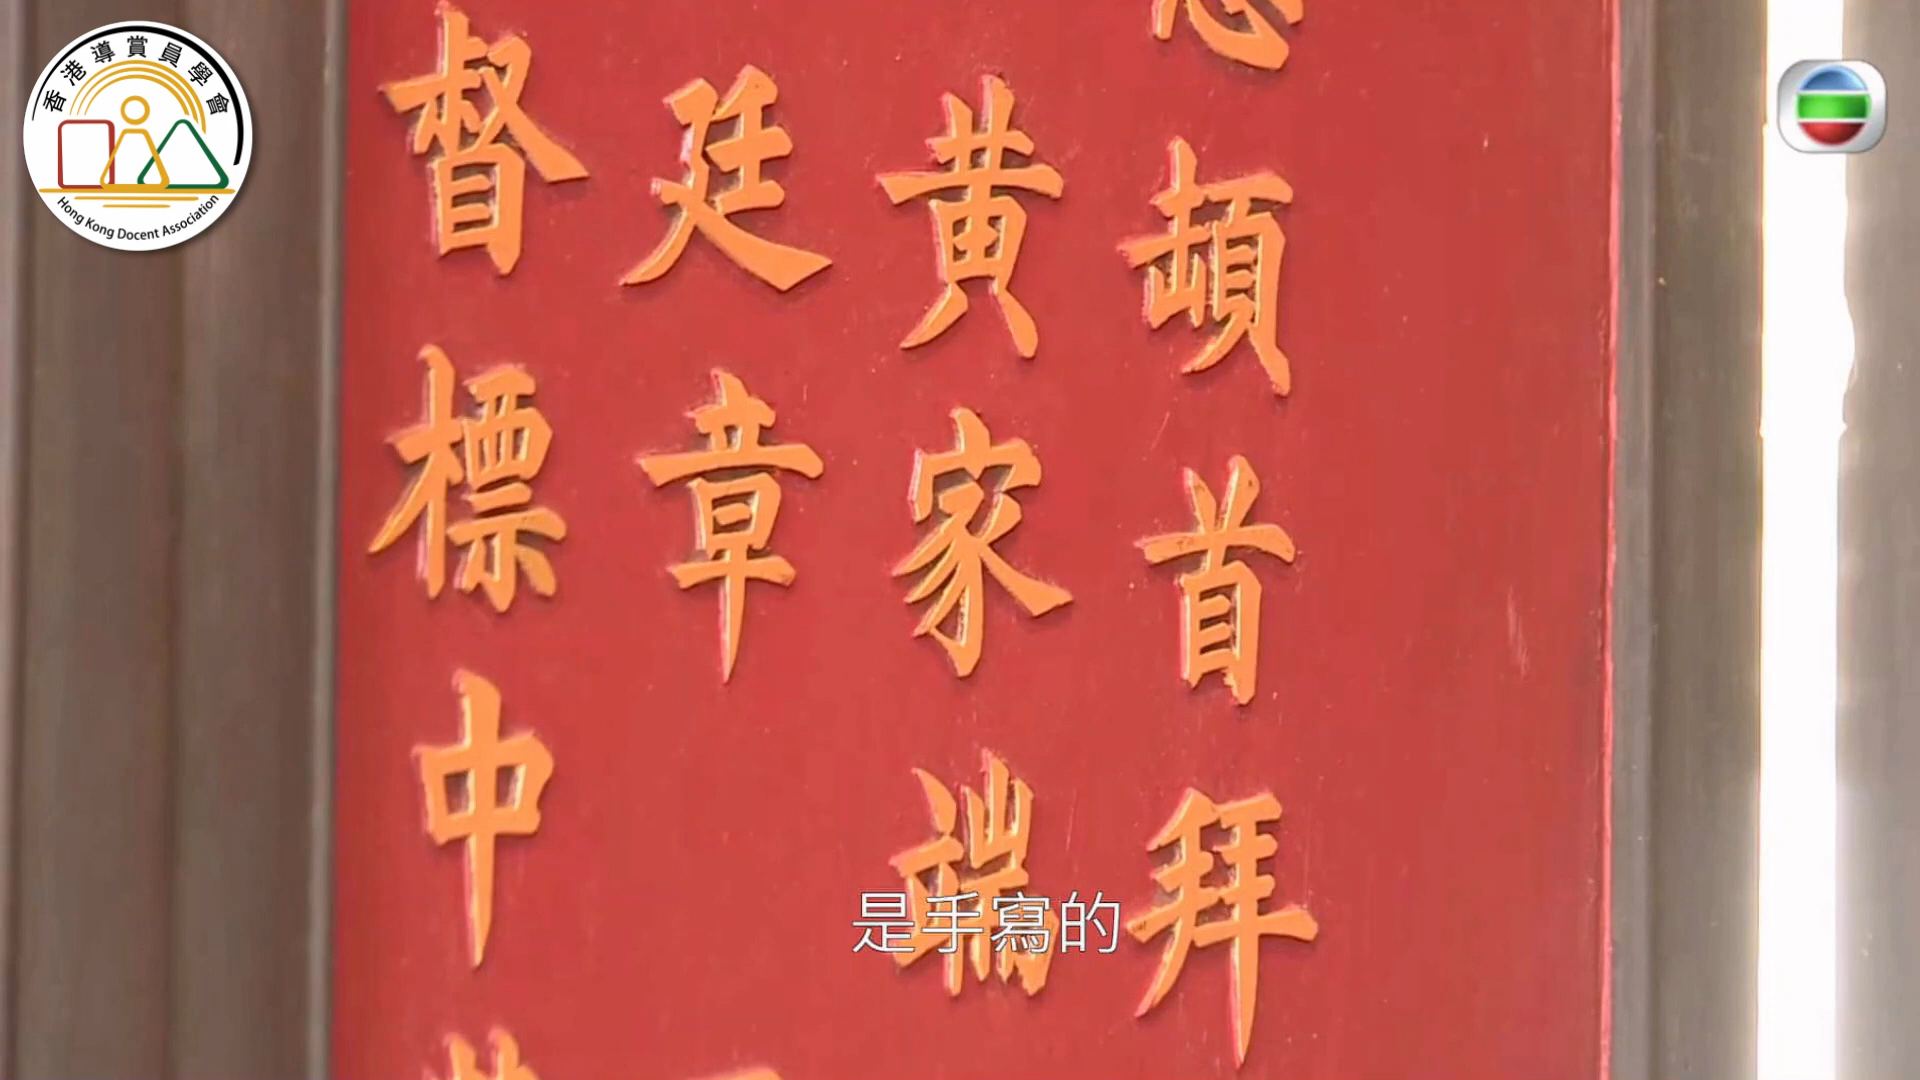 香港導賞員學會
Hong Kong Docent Association
頓首拜
黃家端
廷章
督標中
是手寫的